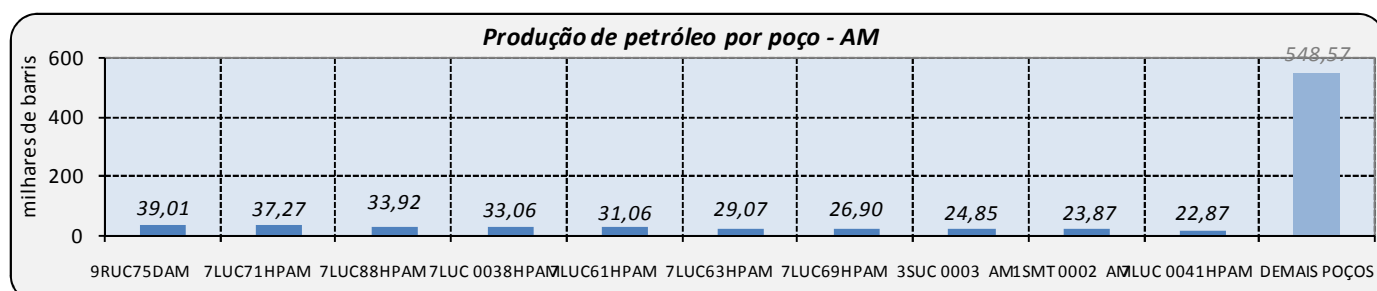 Produção de petróleo por poço - AM
milhares de barris
600
400
200
0
39,01 37,27 33,92 33,06 31,06 29,07 26,90 24,85 23,87 22,87 548,57
9RUC75DAM 7LUC71HPAM 7LUC88HPAM 7LUC 0038HPAM 7LUC61HPAM 7LUC63HPAM 7LUC69HPAM 3SUC 0003 AM 1SMT 0002 AM 7LUC 0041HPAM DEMAIS POÇOS